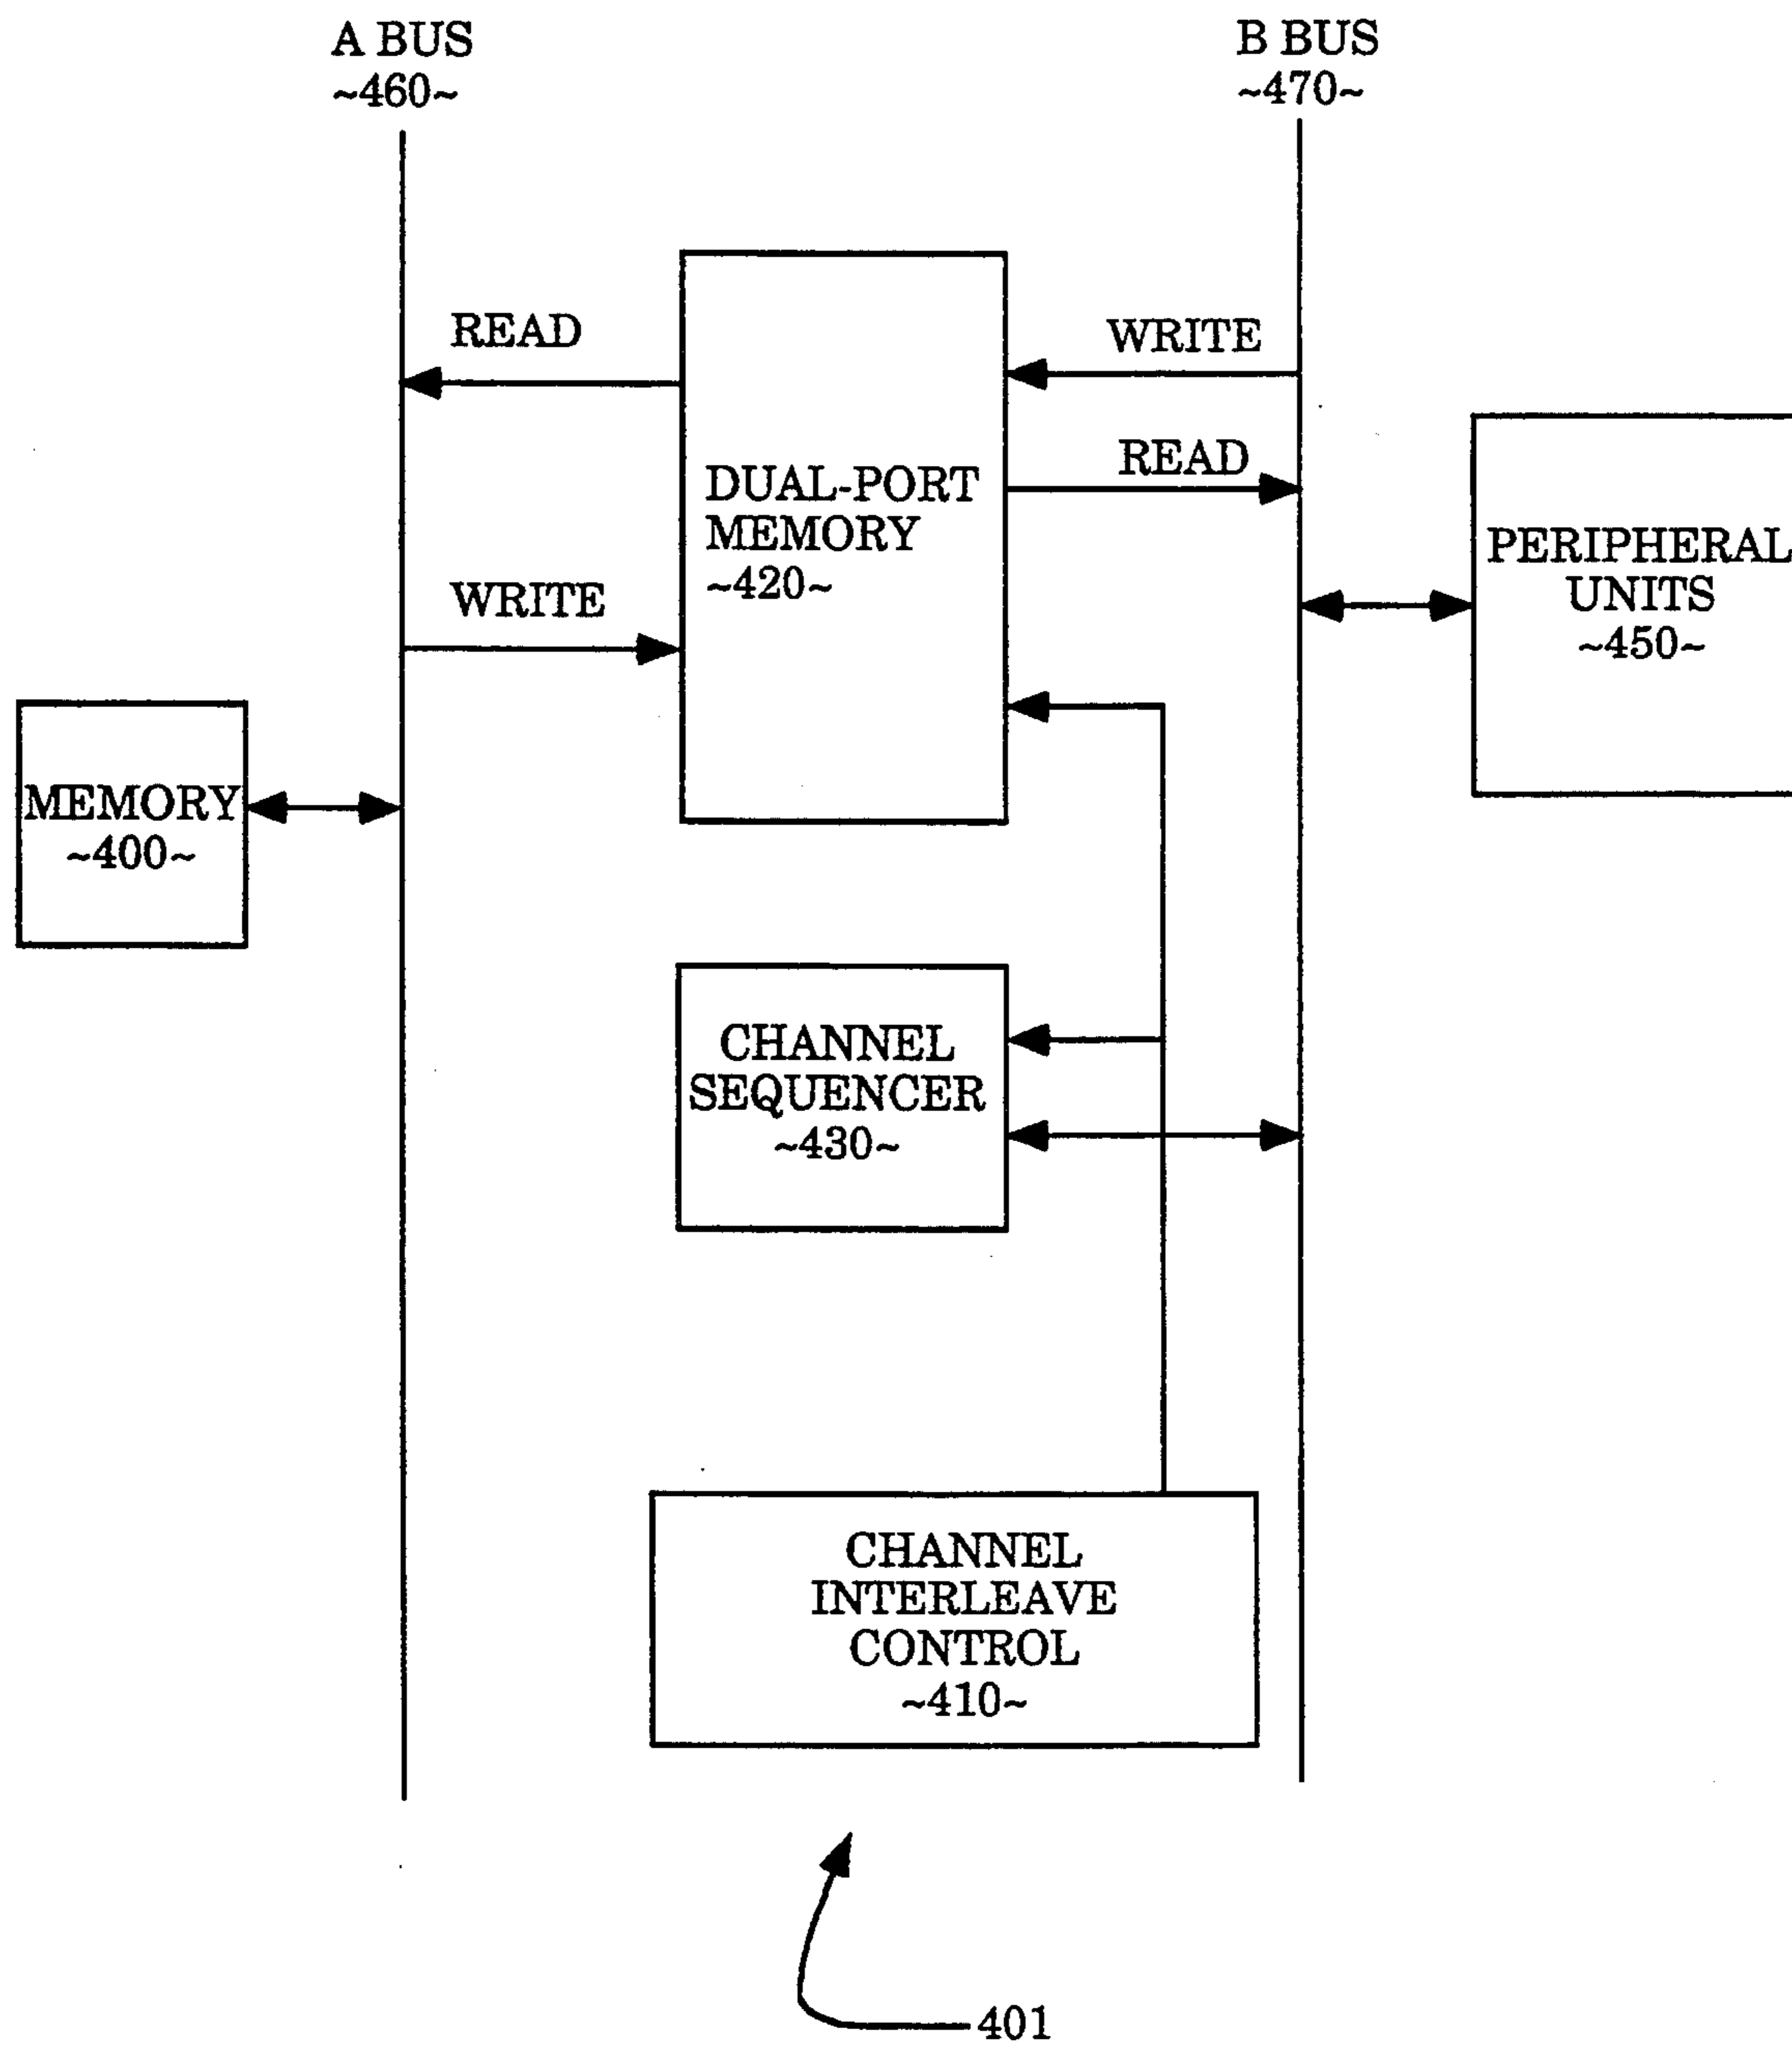 A BUS
~460~
B BUS
~470~
READ
WRITE
READ
DUAL-PORT
MEMORY
~420~
WRITE
PERIPHERAL
UNITS
~450~
MEMORY
~400~
CHANNEL
SEQUENCER
~430~
CHANNEL
INTERLEAVE
CONTROL
~410~
401